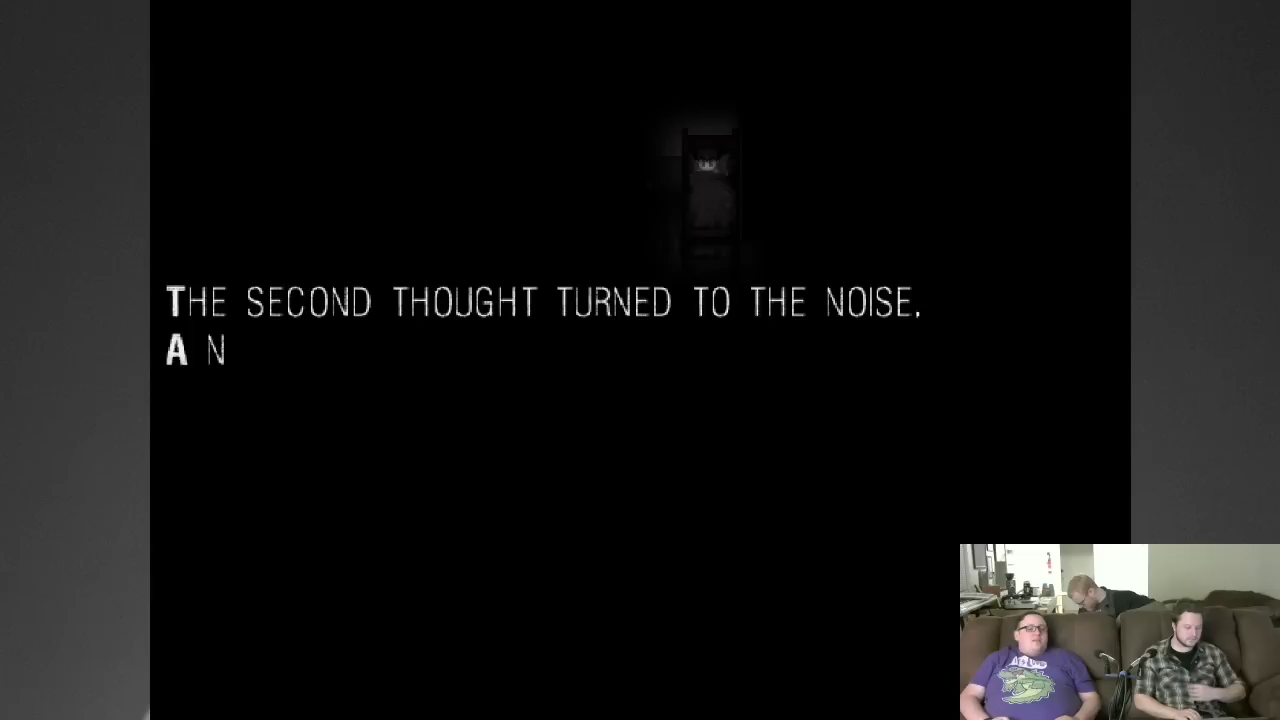 THE SECOND THOUGHT TURNED TO THE NOISE.
A N